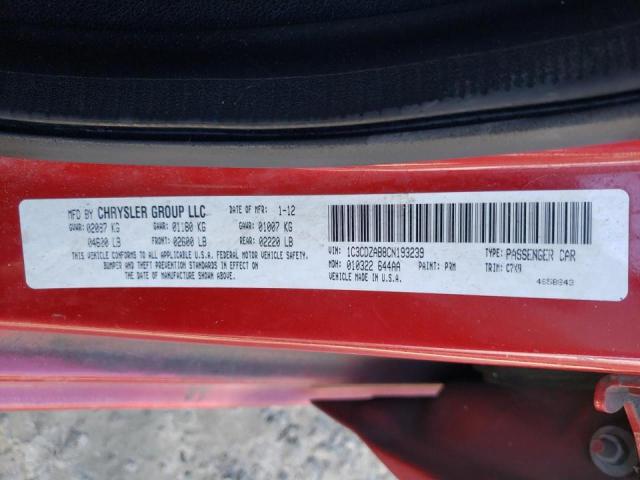 MFD BY CHRYSLER GROUP LLC DATE OF MFR 1-12
GVWR: 02087 KG GAWR 01180 KG GAWR 01007 KG
04600 LB FRONT: 02600 LB REAR: 02220 LB
THIS VEHICLE CONFORMS TO ALL APPLICABLE U.S.A. FEDERAL MOTOR VEHICLE SAFETY,
BUMPER AND THEFT PREVENTION STANDARDS IN EFFECT ON
THE DATE OF MANUFACTURE SHOWN ABOVE.
VIN: 1C3CDZAB8CN193239 TYPE: PASSENGER CAR
MDH: 010322 644AA PAINT: PRM TRIM: C7X9
VEHICLE MADE IN U.S.A.